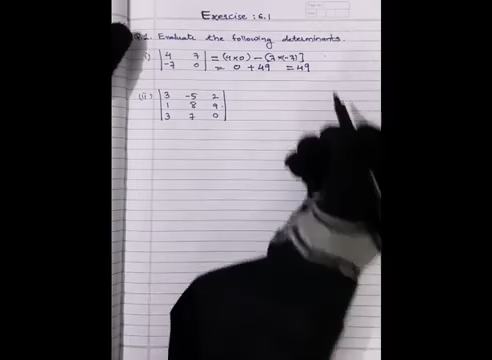 Exercise : 6.1
Q.1. Evaluate the following determinants.
i) | 4 7 | = (4×0) − [7×(-7)]
| -7 0 | = 0 + 49 = 49
(ii) | 3 -5 2 |
| 1 8 9 |
| 3 7 0 |